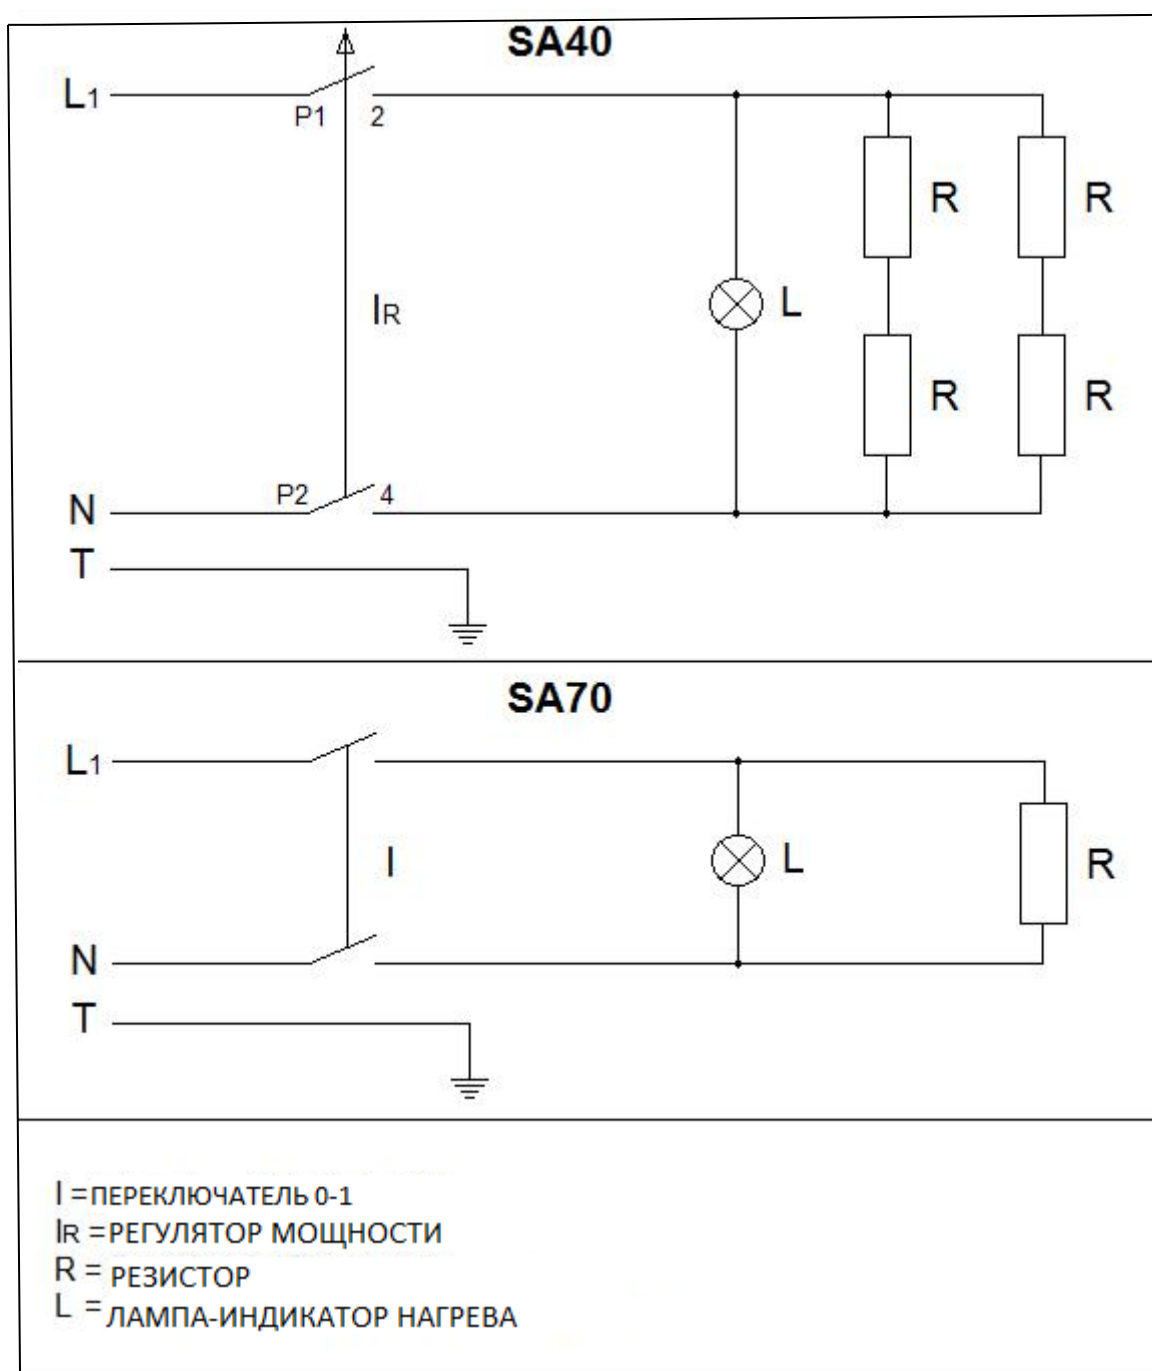 SA40
L1
P1 2
R R
IR
L
R R
P2 4
N
T
SA70
L1
I
L
R
N
T
I =ПЕРЕКЛЮЧАТЕЛЬ 0-1
IR =РЕГУЛЯТОР МОЩНОСТИ
R = РЕЗИСТОР
L = ЛАМПА-ИНДИКАТОР НАГРЕВА